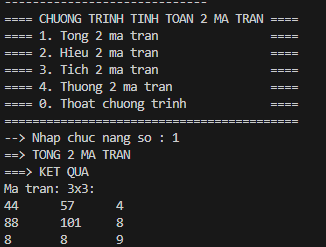 ----------------------------
==== CHUONG TRINH TINH TOAN 2 MA TRAN ====
==== 1. Tong 2 ma tran ====
==== 2. Hieu 2 ma tran ====
==== 3. Tich 2 ma tran ====
==== 4. Thuong 2 ma tran ====
==== 0. Thoat chuong trinh ====
==========================================
--> Nhap chuc nang so : 1
==> TONG 2 MA TRAN
===> KET QUA
Ma tran: 3x3:
44 57 4
88 101 8
8 8 9